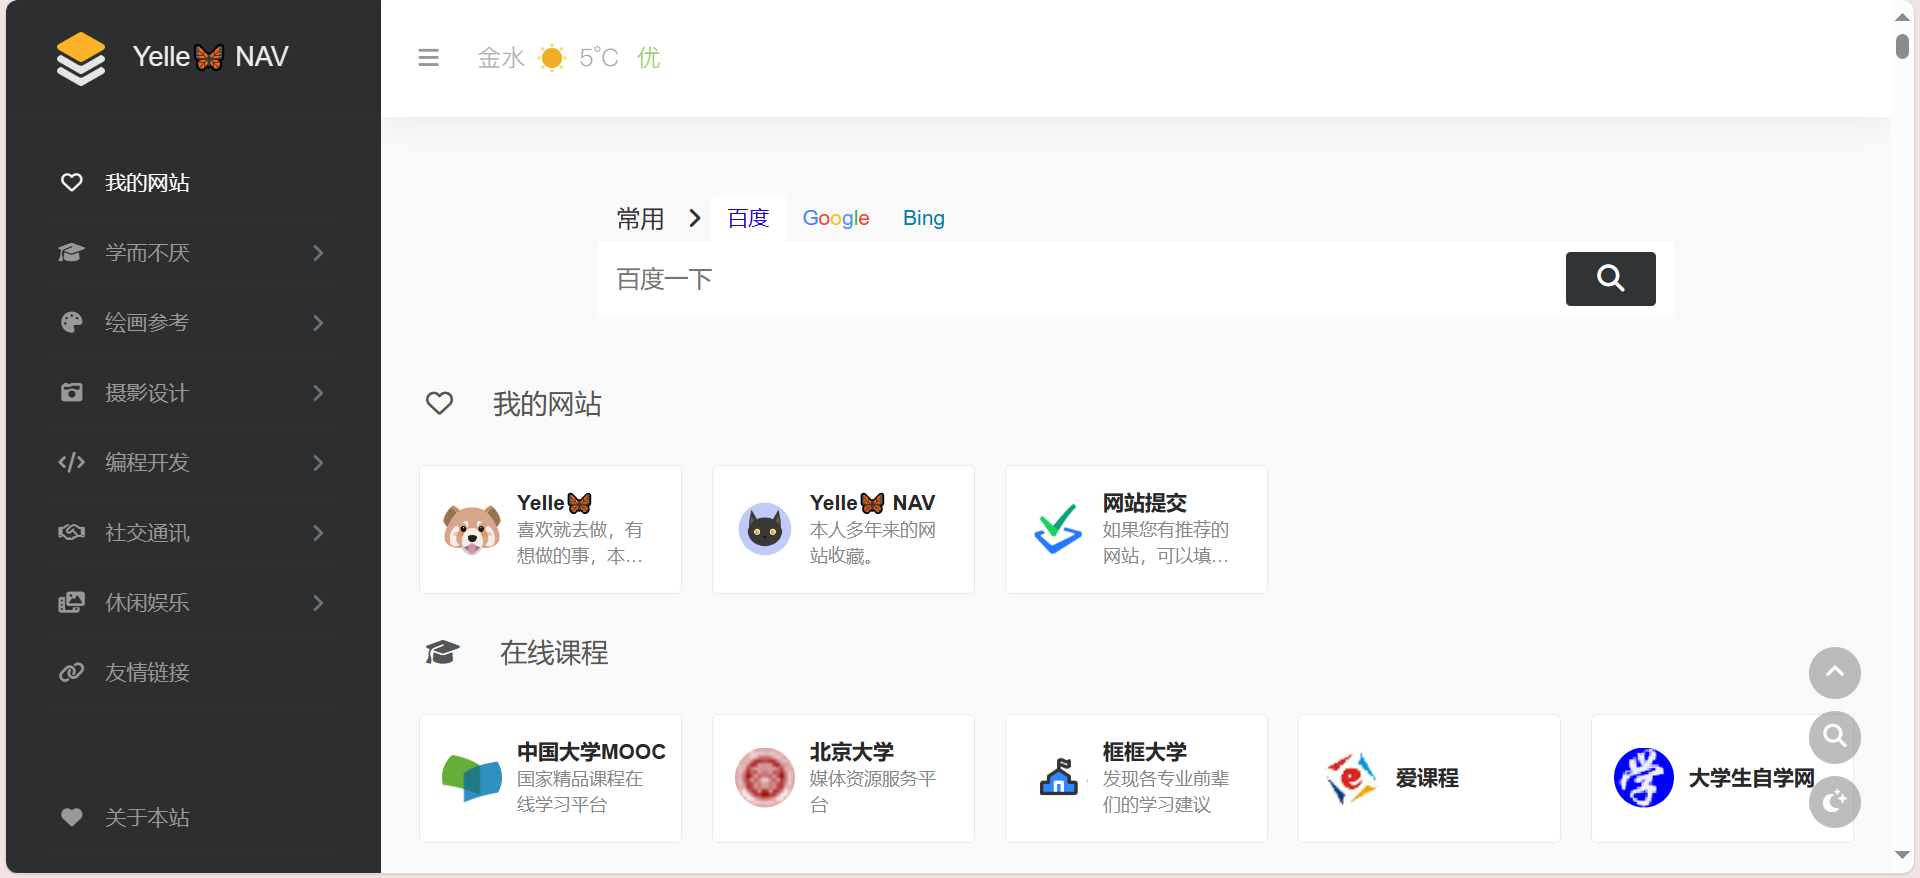 Yelle🦋 NAV
金水 5°C 优
我的网站
学而不厌
绘画参考
摄影设计
编程开发
社交通讯
休闲娱乐
友情链接
关于本站
常用 百度 Google Bing
百度一下
我的网站
Yelle🦋
喜欢就去做，有
想做的事，本...
Yelle🦋 NAV
本人多年来的网
站收藏。
网站提交
如果您有推荐的
网站，可以填...
在线课程
中国大学MOOC
国家精品课程在
线学习平台
北京大学
媒体资源服务平
台
框框大学
发现各专业前辈
们的学习建议
爱课程
学
大学生自学网